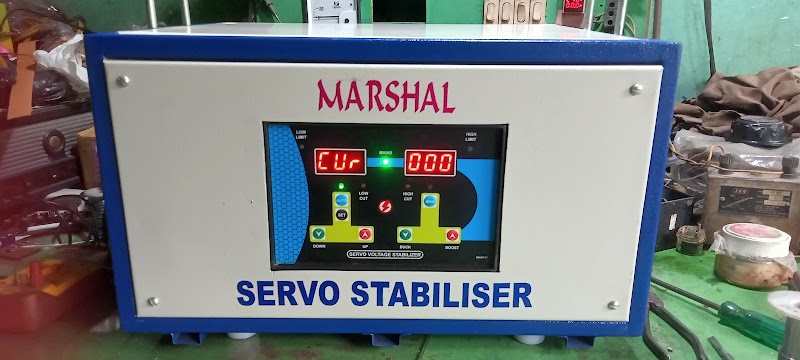 MARSHAL
LOW LIMIT
HIGH LIMIT
MAINS
CUr
000
LOW CUT
HIGH CUT
SET
DOWN
UP
BUCK
BOOST
SERVO VOLTAGE STABILIZER
SERVO STABILISER